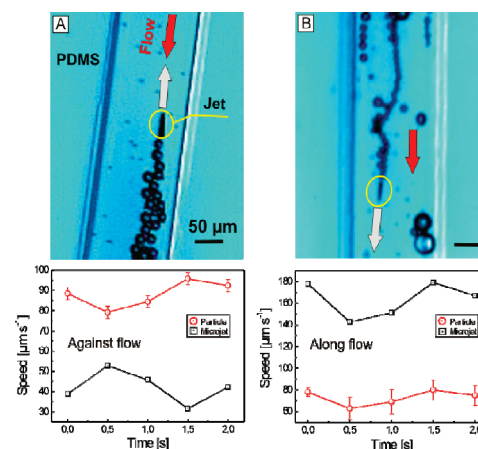 A
Flow
PDMS
Jet
50 µm
B
100
90
80
70
60
50
40
30
Speed [µm s⁻¹]
Particle
Microjet
Against flow
0,0 0,5 1,0 1,5 2,0
Time [s]
180
160
140
120
100
80
60
Speed [µm s⁻¹]
Particle
Microjet
Along flow
0,0 0,5 1,0 1,5 2,0
Time [s]